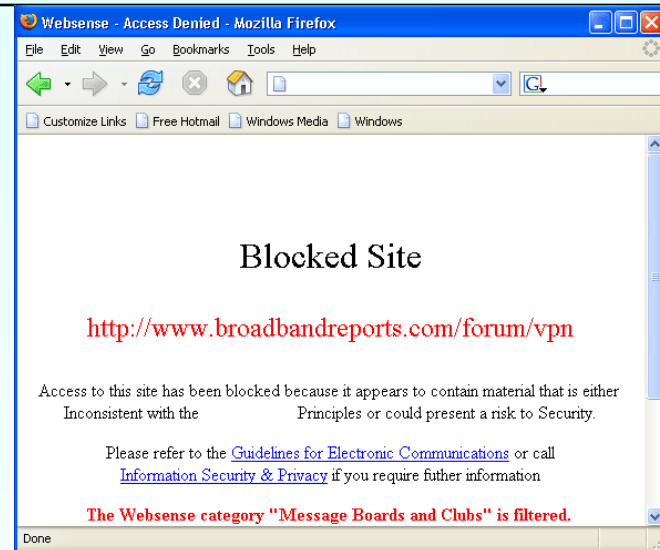 Websense - Access Denied - Mozilla Firefox
File Edit View Go Bookmarks Tools Help
G
Customize Links Free Hotmail Windows Media Windows
Blocked Site
http://www.broadbandreports.com/forum/vpn
Access to this site has been blocked because it appears to contain material that is either
Inconsistent with the Principles or could present a risk to Security.
Please refer to the Guidelines for Electronic Communications or call
Information Security & Privacy if you require futher information
The Websense category "Message Boards and Clubs" is filtered.
Done